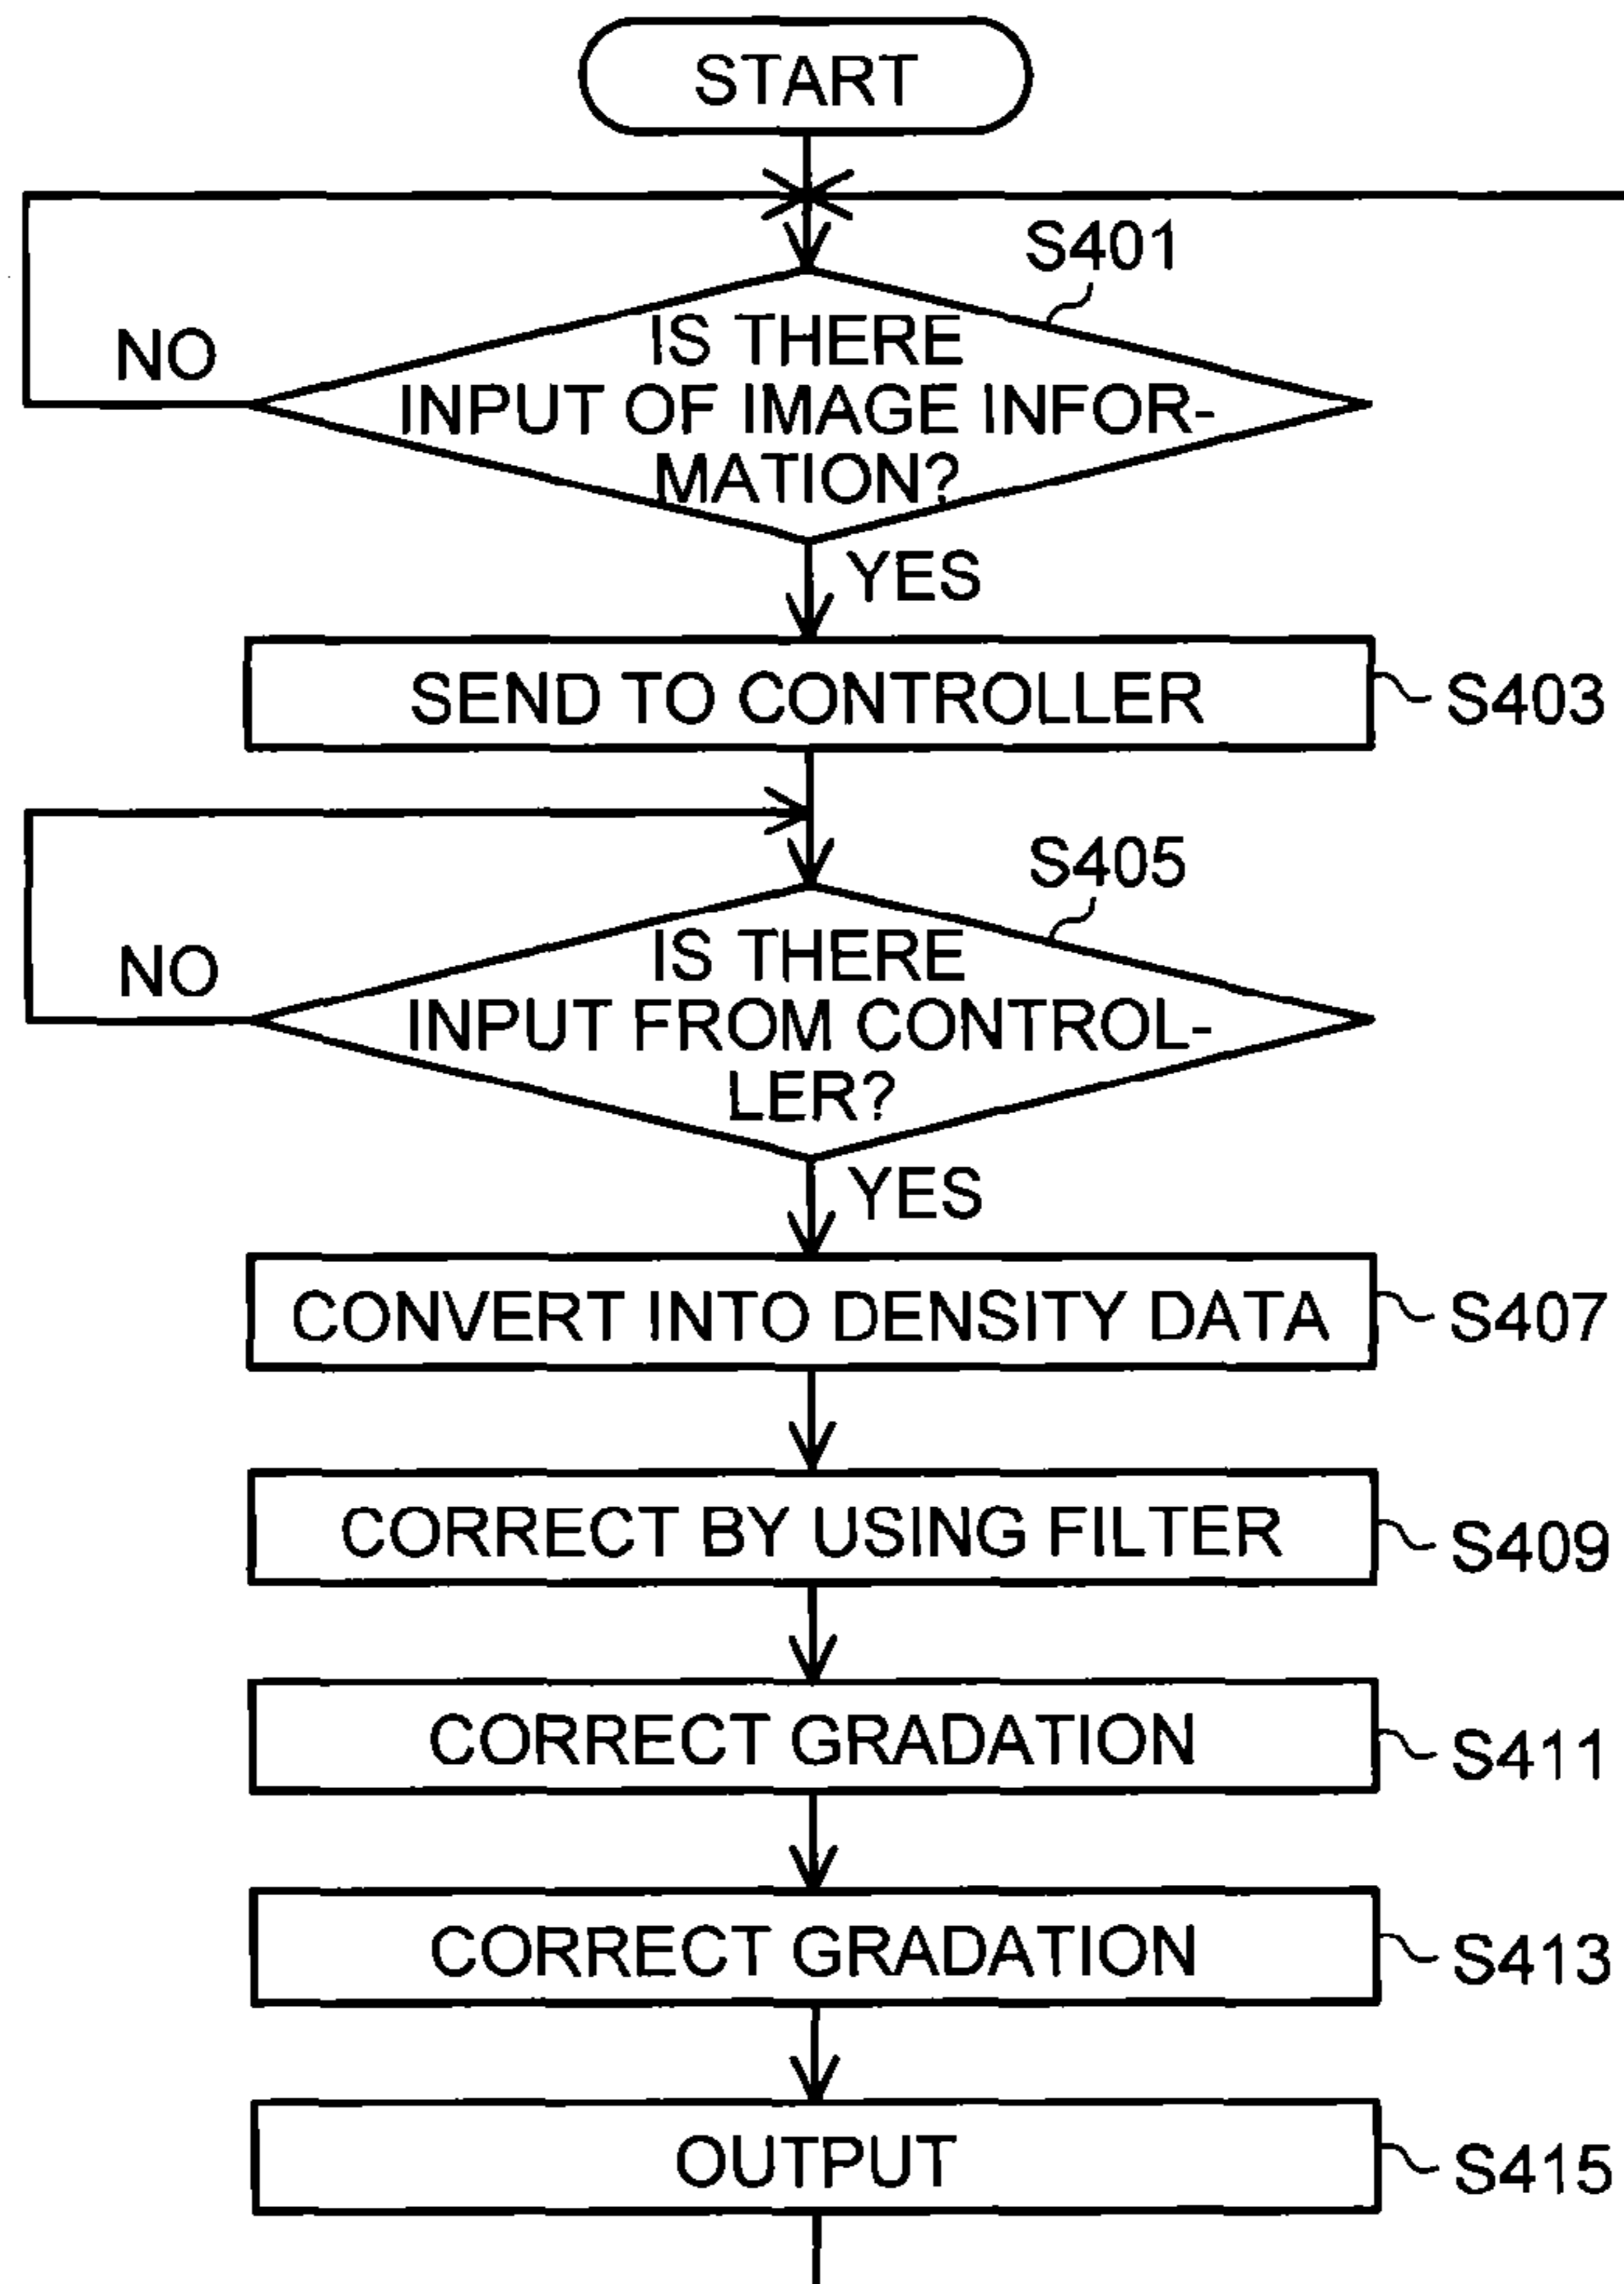 START
S401
IS THERE
INPUT OF IMAGE INFOR-
MATION?
NO
YES
SEND TO CONTROLLER
S403
S405
IS THERE
INPUT FROM CONTROL-
LER?
NO
YES
CONVERT INTO DENSITY DATA
S407
CORRECT BY USING FILTER
S409
CORRECT GRADATION
S411
CORRECT GRADATION
S413
OUTPUT
S415